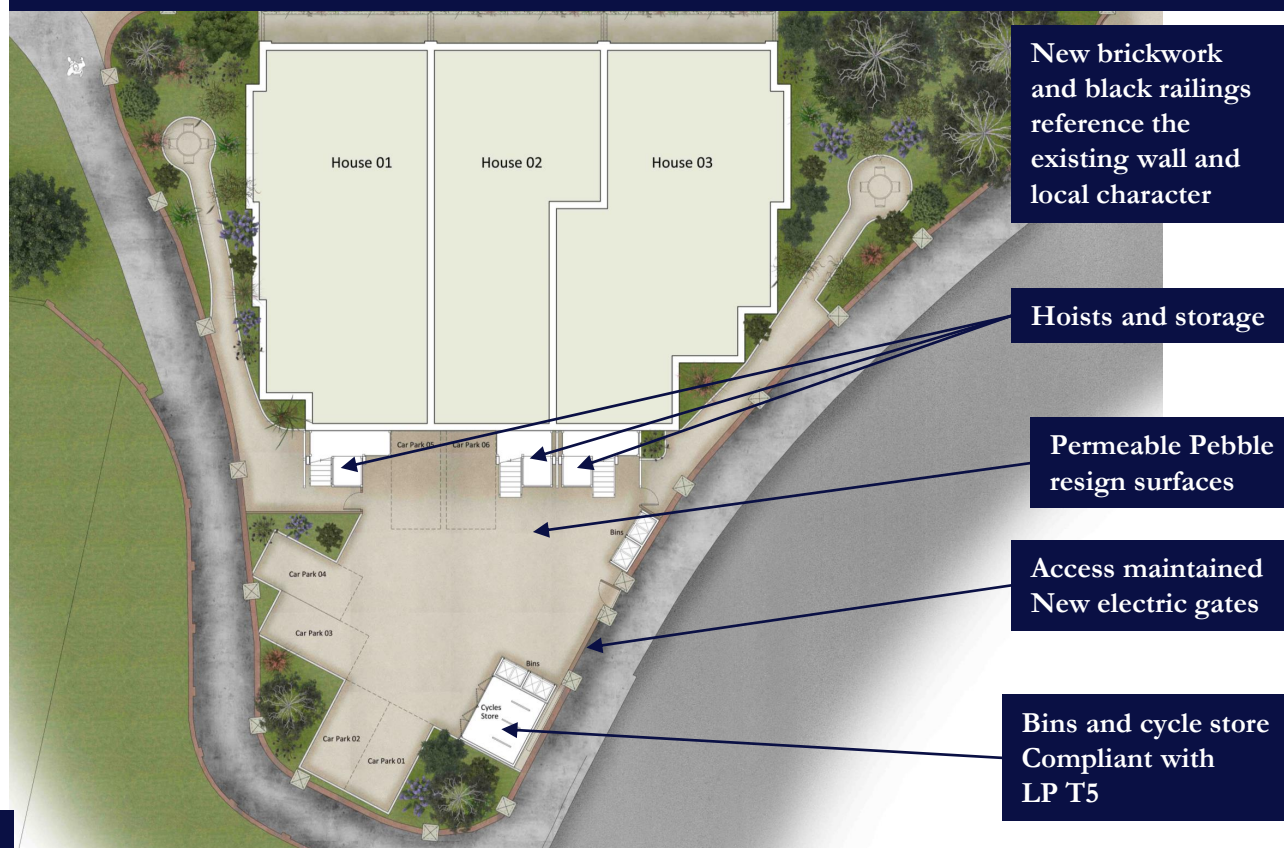 New brickwork
and black railings
reference the
existing wall and
local character
House 01
House 02
House 03
Hoists and storage
Car Park 05
Car Park 06
Permeable Pebble
resign surfaces
Bins
Access maintained
New electric gates
Car Park 04
Car Park 03
Bins
Cycles
Store
Car Park 02
Car Park 01
Bins and cycle store
Compliant with
LP T5